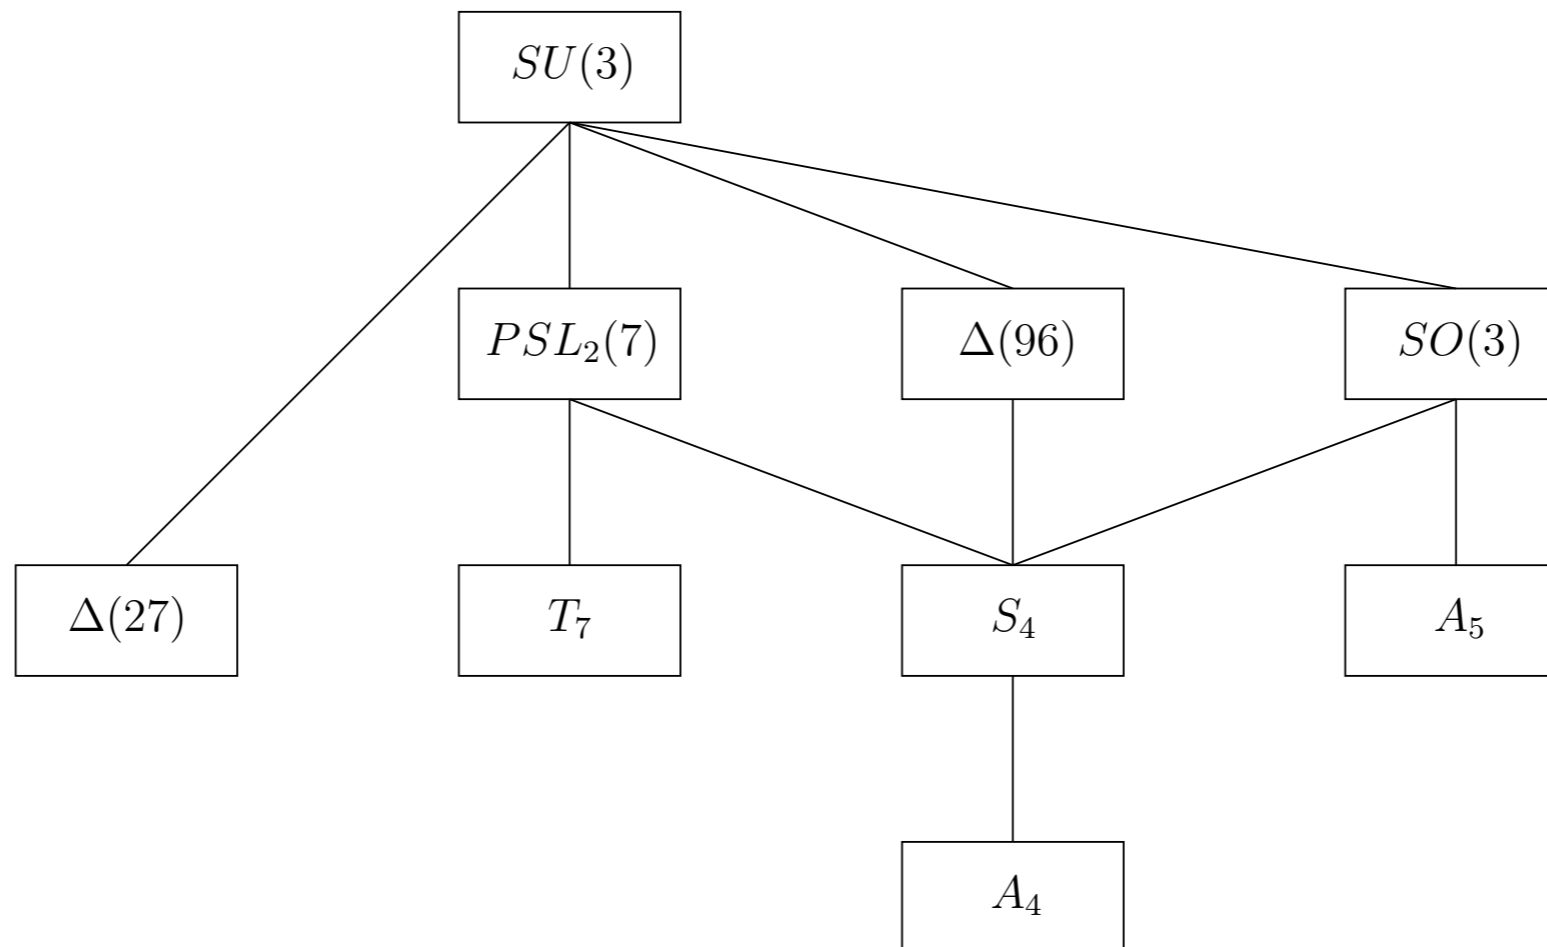 SU(3)
PSL₂(7)
Δ(96)
SO(3)
Δ(27)
T₇
S₄
A₅
A₄